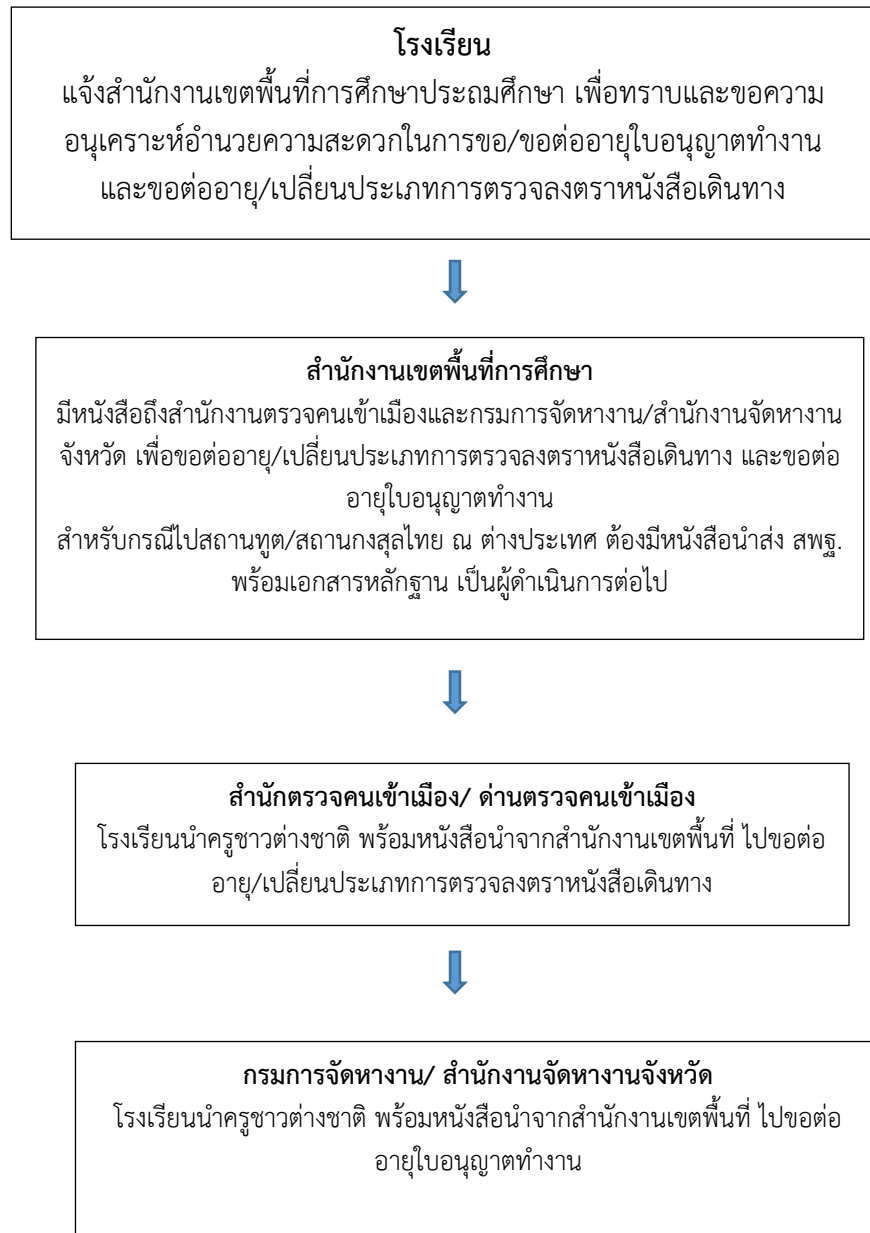 โรงเรียน
แจ้งสำนักงานเขตพื้นที่การศึกษาประถมศึกษา เพื่อทราบและขอความ
อนุเคราะห์อำนวยความสะดวกในการขอ/ขอต่ออายุใบอนุญาตทำงาน
และขอต่ออายุ/เปลี่ยนประเภทการตรวจลงตราหนังสือเดินทาง
สำนักงานเขตพื้นที่การศึกษา
มีหนังสือถึงสำนักงานตรวจคนเข้าเมืองและกรมการจัดหางาน/สำนักงานจัดหางาน
จังหวัด เพื่อขอต่ออายุ/เปลี่ยนประเภทการตรวจลงตราหนังสือเดินทาง และขอต่อ
อายุใบอนุญาตทำงาน
สำหรับกรณีไปสถานทูต/สถานกงสุลไทย ณ ต่างประเทศ ต้องมีหนังสือนำส่ง สพฐ.
พร้อมเอกสารหลักฐาน เป็นผู้ดำเนินการต่อไป
สำนักตรวจคนเข้าเมือง/ ด่านตรวจคนเข้าเมือง
โรงเรียนนำครูชาวต่างชาติ พร้อมหนังสือนำจากสำนักงานเขตพื้นที่ ไปขอต่อ
อายุ/เปลี่ยนประเภทการตรวจลงตราหนังสือเดินทาง
กรมการจัดหางาน/ สำนักงานจัดหางานจังหวัด
โรงเรียนนำครูชาวต่างชาติ พร้อมหนังสือนำจากสำนักงานเขตพื้นที่ ไปขอต่อ
อายุใบอนุญาตทำงาน